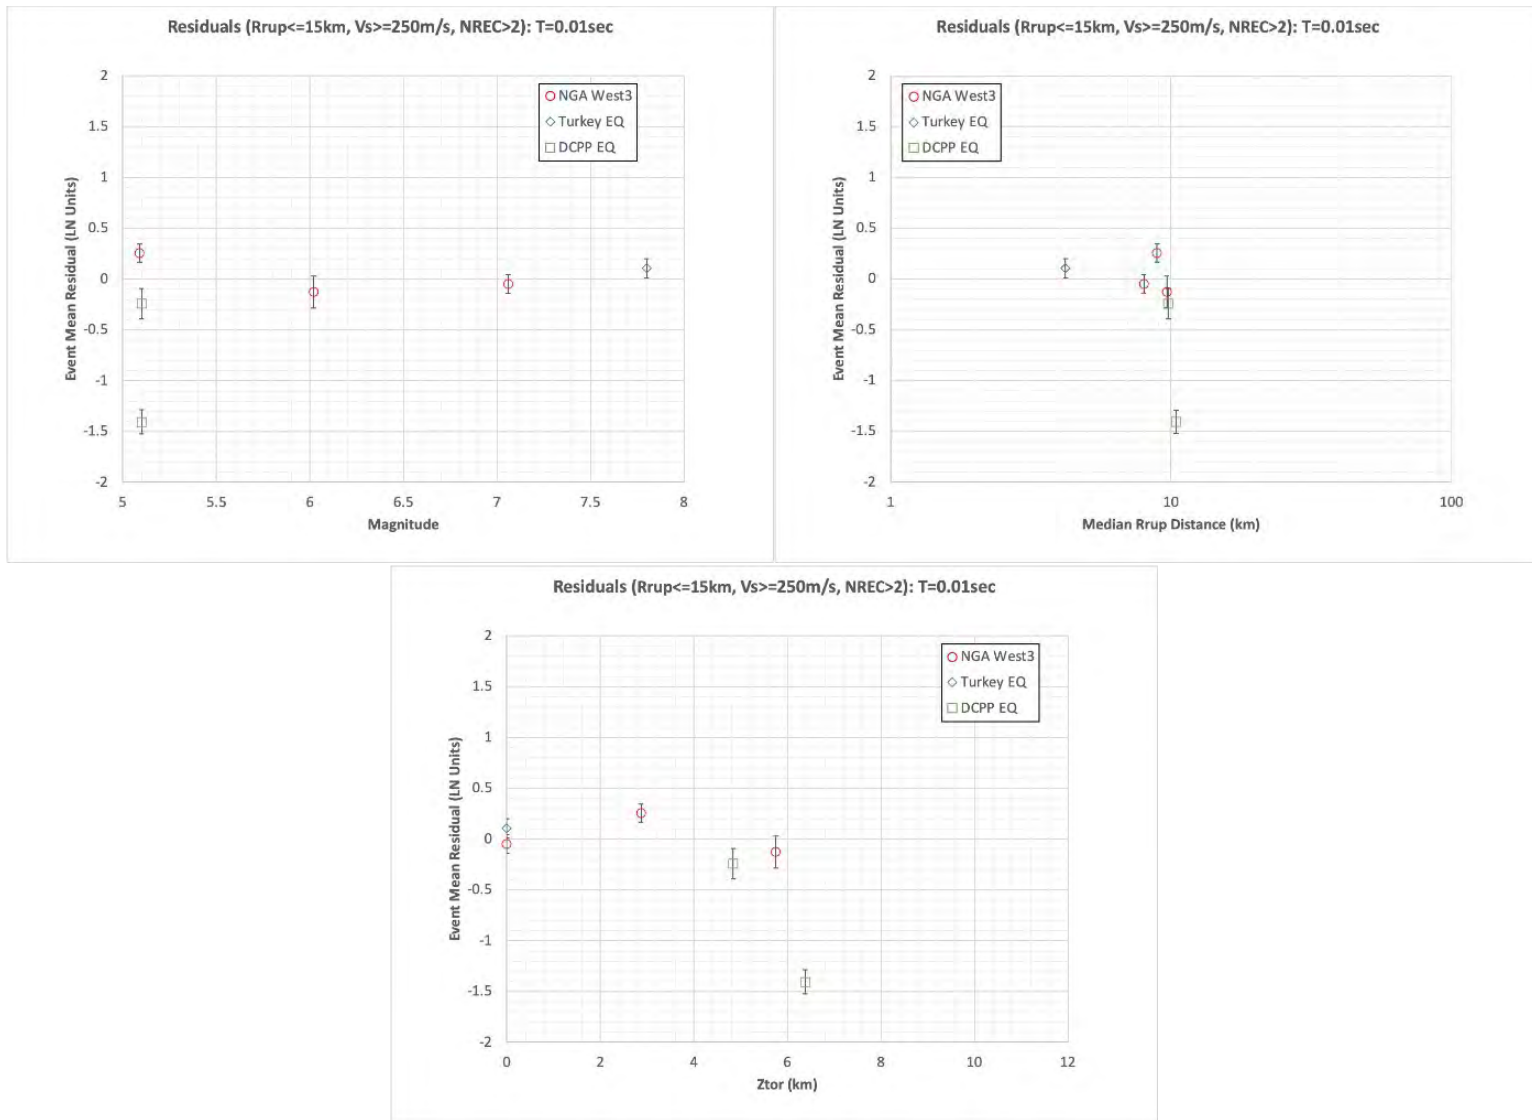 Residuals (Rrup<=15km, Vs>=250m/s, NREC>2): T=0.01sec
2
1.5
1
0.5
0
-0.5
-1
-1.5
-2
Event Mean Residual (LN Units)
NGA West3
Turkey EQ
DCPP EQ
5 5.5 6 6.5 7 7.5 8
Magnitude
Residuals (Rrup<=15km, Vs>=250m/s, NREC>2): T=0.01sec
2
1.5
1
0.5
0
-0.5
-1
-1.5
-2
Event Mean Residual (LN Units)
NGA West3
Turkey EQ
DCPP EQ
1 10 100
Median Rrup Distance (km)
Residuals (Rrup<=15km, Vs>=250m/s, NREC>2): T=0.01sec
2
1.5
1
0.5
0
-0.5
-1
-1.5
-2
Event Mean Residual (LN Units)
NGA West3
Turkey EQ
DCPP EQ
0 2 4 6 8 10 12
Ztor (km)